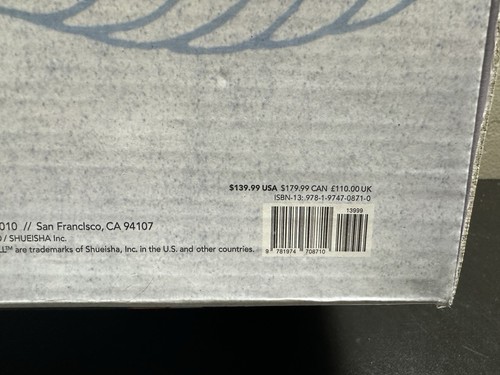 $139.99 USA $179.99 CAN £110.00 UK
ISBN-13: 978-1-9747-0871-0
13999
010 // San Francisco, CA 94107
/ SHUEISHA Inc.
™ are trademarks of Shueisha, Inc. in the U.S. and other countries.
9 781974 708710